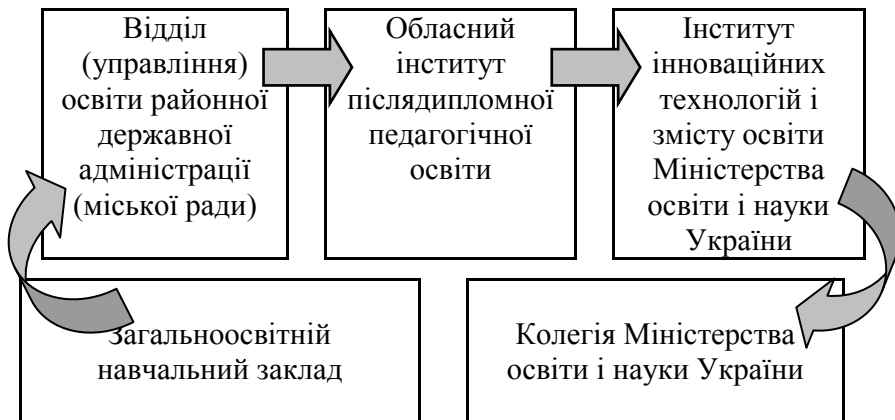 Відділ
(управління)
освіти районної
державної
адміністрації
(міської ради)
Обласний
інститут
післядипломної
педагогічної
освіти
Інститут
інноваційних
технологій і
змісту освіти
Міністерства
освіти і науки
України
Загальноосвітній
навчальний заклад
Колегія Міністерства
освіти і науки України